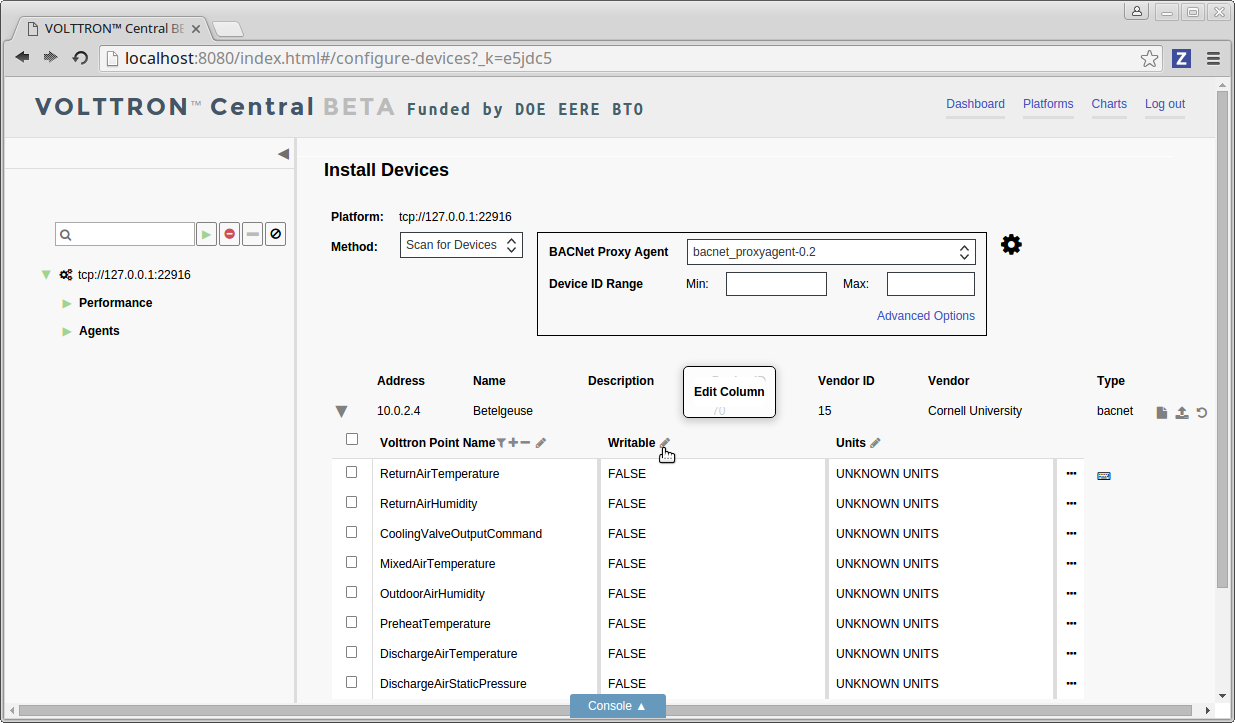 VOLTTRON™ Central BE
localhost:8080/index.html#/configure-devices?_k=e5jdc5
Z
VOLTTRON™ Central BETA Funded by DOE EERE BTO
Dashboard Platforms Charts Log out
Install Devices
Platform: tcp://127.0.0.1:22916
Method: Scan for Devices
BACNet Proxy Agent bacnet_proxyagent-0.2
Device ID Range Min: Max:
Advanced Options
tcp://127.0.0.1:22916
Performance
Agents
Address Name Description Vendor ID Vendor Type
Edit Column
10.0.2.4 Betelgeuse 70 15 Cornell University bacnet
Volttron Point Name Writable Units
ReturnAirTemperature FALSE UNKNOWN UNITS
ReturnAirHumidity FALSE UNKNOWN UNITS
CoolingValveOutputCommand FALSE UNKNOWN UNITS
MixedAirTemperature FALSE UNKNOWN UNITS
OutdoorAirHumidity FALSE UNKNOWN UNITS
PreheatTemperature FALSE UNKNOWN UNITS
DischargeAirTemperature FALSE UNKNOWN UNITS
DischargeAirStaticPressure FALSE UNKNOWN UNITS
Console ▲